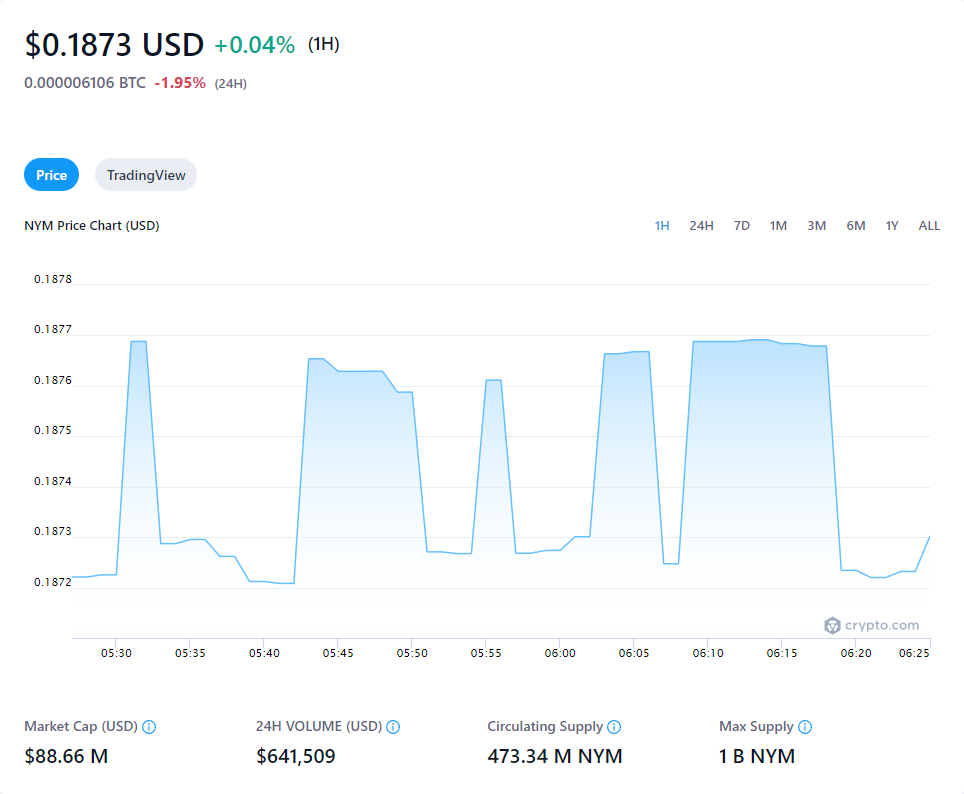 $0.1873 USD +0.04% (1H)
0.000006106 BTC -1.95% (24H)
Price TradingView
NYM Price Chart (USD) 1H 24H 7D 1M 3M 6M 1Y ALL
0.1878
0.1877
0.1876
0.1875
0.1874
0.1873
0.1872
crypto.com
05:30 05:35 05:40 05:45 05:50 05:55 06:00 06:05 06:10 06:15 06:20 06:25
Market Cap (USD) 24H VOLUME (USD) Circulating Supply Max Supply
$88.66 M $641,509 473.34 M NYM 1 B NYM